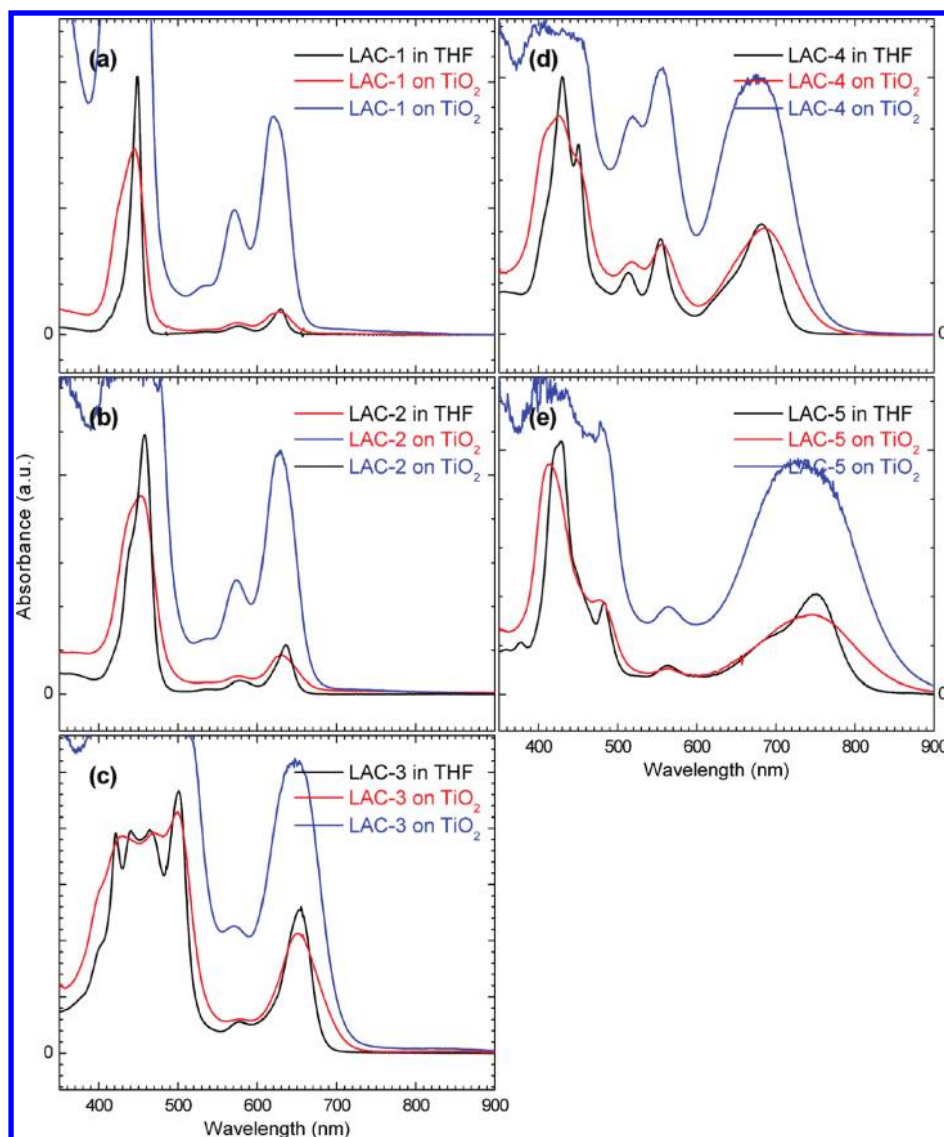 (a)
LAC-1 in THF
LAC-1 on TiO₂
LAC-1 on TiO₂
0
(b)
LAC-2 in THF
LAC-2 on TiO₂
LAC-2 on TiO₂
0
(c)
LAC-3 in THF
LAC-3 on TiO₂
LAC-3 on TiO₂
0
400 500 600 700 800 900
Wavelength (nm)
Absorbance (a.u.)
(d)
LAC-4 in THF
LAC-4 on TiO₂
LAC-4 on TiO₂
0
(e)
LAC-5 in THF
LAC-5 on TiO₂
LAC-5 on TiO₂
0
400 500 600 700 800 900
Wavelength (nm)